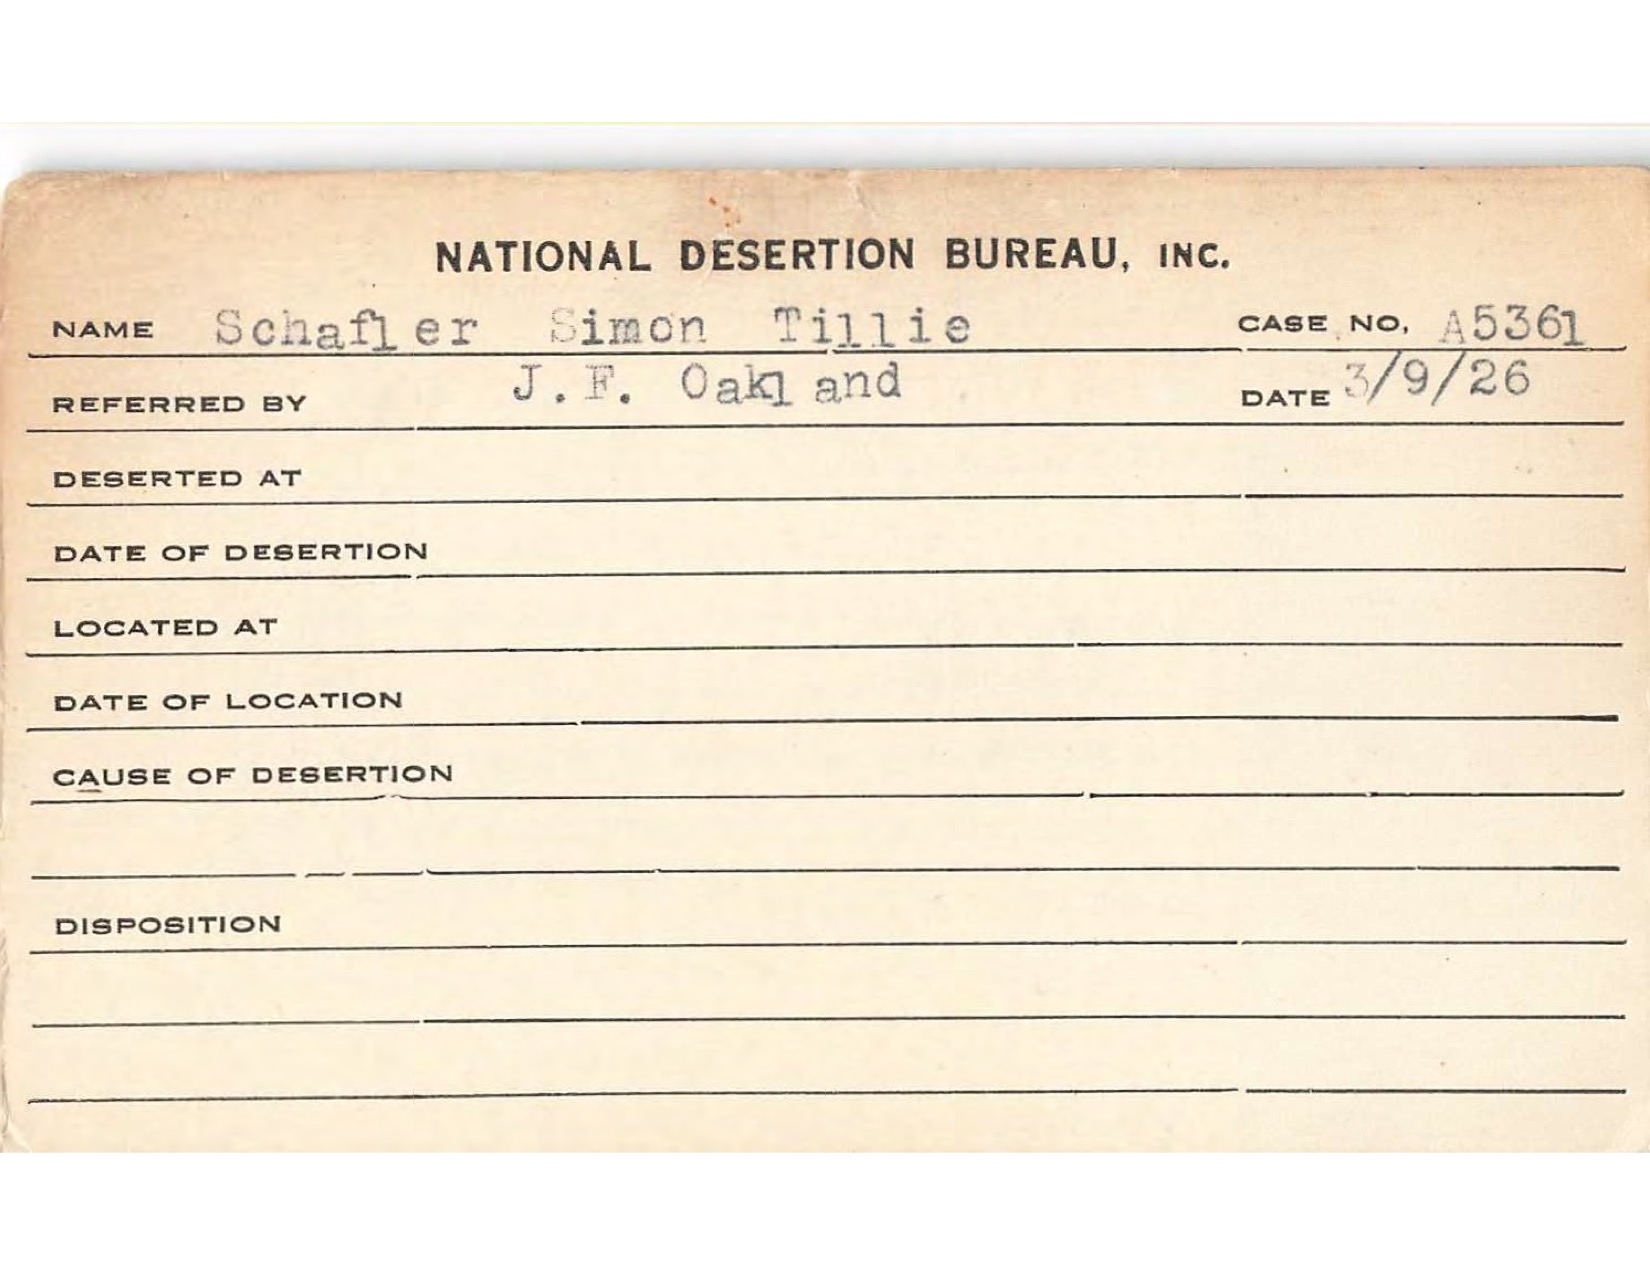 NATIONAL DESERTION BUREAU, INC.
NAME Schafler Simon Tillie CASE NO. A5361
REFERRED BY J.F. Oakland DATE 3/9/26
DESERTED AT
DATE OF DESERTION
LOCATED AT
DATE OF LOCATION
CAUSE OF DESERTION
DISPOSITION